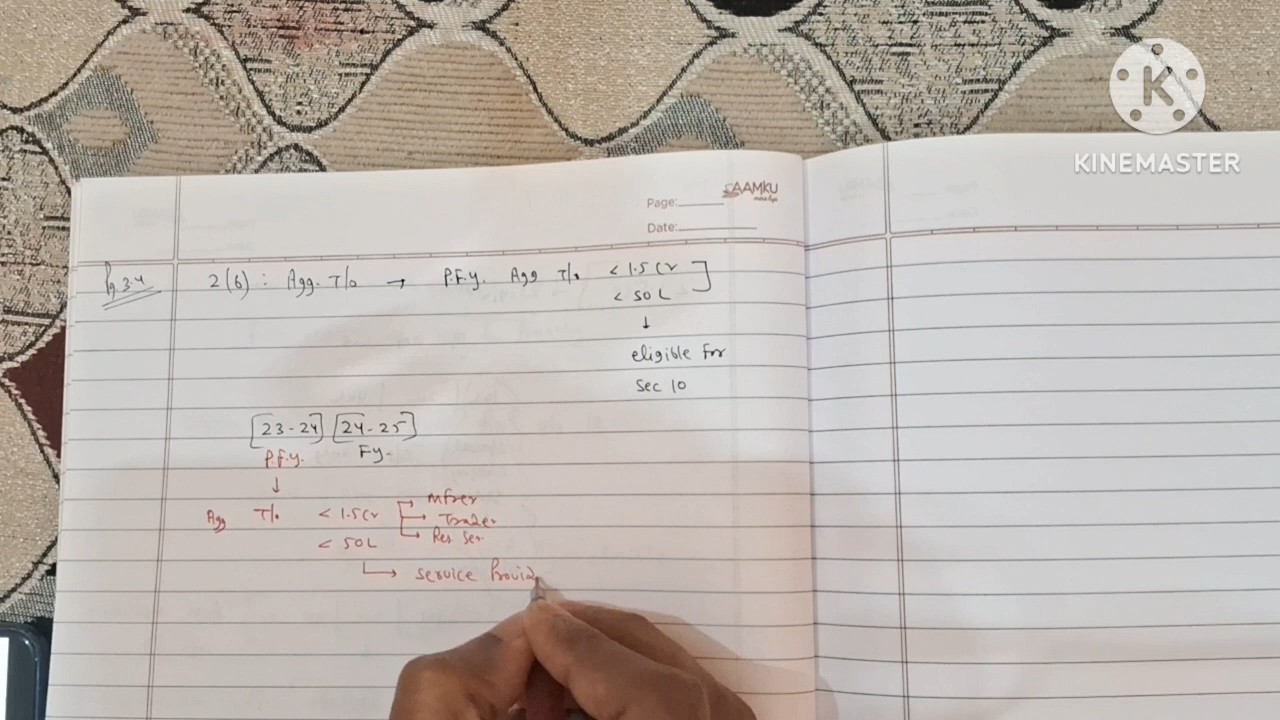 KINEMASTER
SAAMKU
Page:
Date:
Pg.3.4 2(6) : Agg. T/o → P.F.Y. Agg T/o < 1.5 Cr
< 50 L
↓
eligible for
Sec 10
[23-24] [24-25]
P.F.Y. F.y.
↓
Agg T/o < 1.5 Cr → Mfrer
→ Trader
→ Res. Ser.
< 50L
→ Service Provid